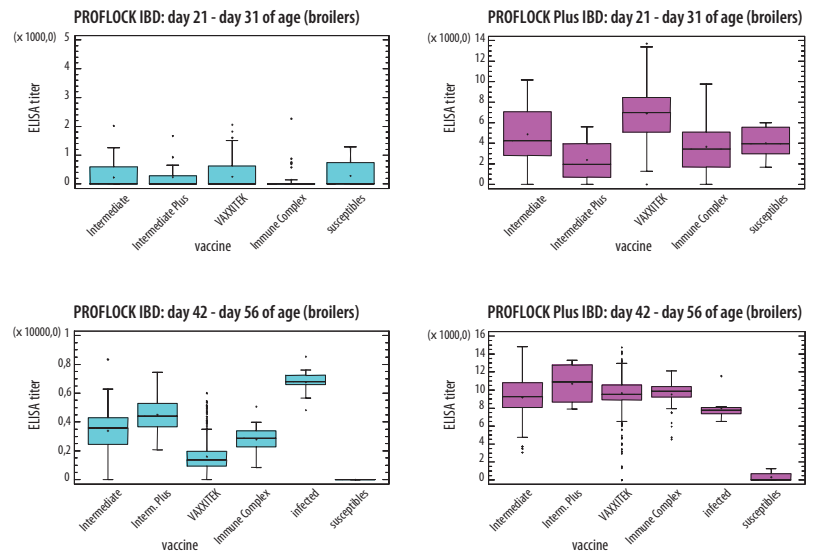 PROFLOCK IBD: day 21 - day 31 of age (broilers)
(x 1000,0)
5
4
3
2
1
0
ELISA titer
Intermediate
Intermediate Plus
VAXXITEK
Immune Complex
susceptibles
vaccine
PROFLOCK Plus IBD: day 21 - day 31 of age (broilers)
(x 1000,0)
14
12
10
8
6
4
2
0
ELISA titer
Intermediate
Intermediate Plus
VAXXITEK
Immune Complex
susceptibles
vaccine
PROFLOCK IBD: day 42 - day 56 of age (broilers)
(x 10000,0)
1
0,8
0,6
0,4
0,2
0
ELISA titer
Intermediate
Interm. Plus
VAXXITEK
Immune Complex
infected
susceptibles
vaccine
PROFLOCK Plus IBD: day 42 - day 56 of age (broilers)
(x 1000,0)
16
14
12
10
8
6
4
2
0
ELISA titer
Intermediate
Interm. Plus
VAXXITEK
Immune Complex
infected
susceptibles
vaccine